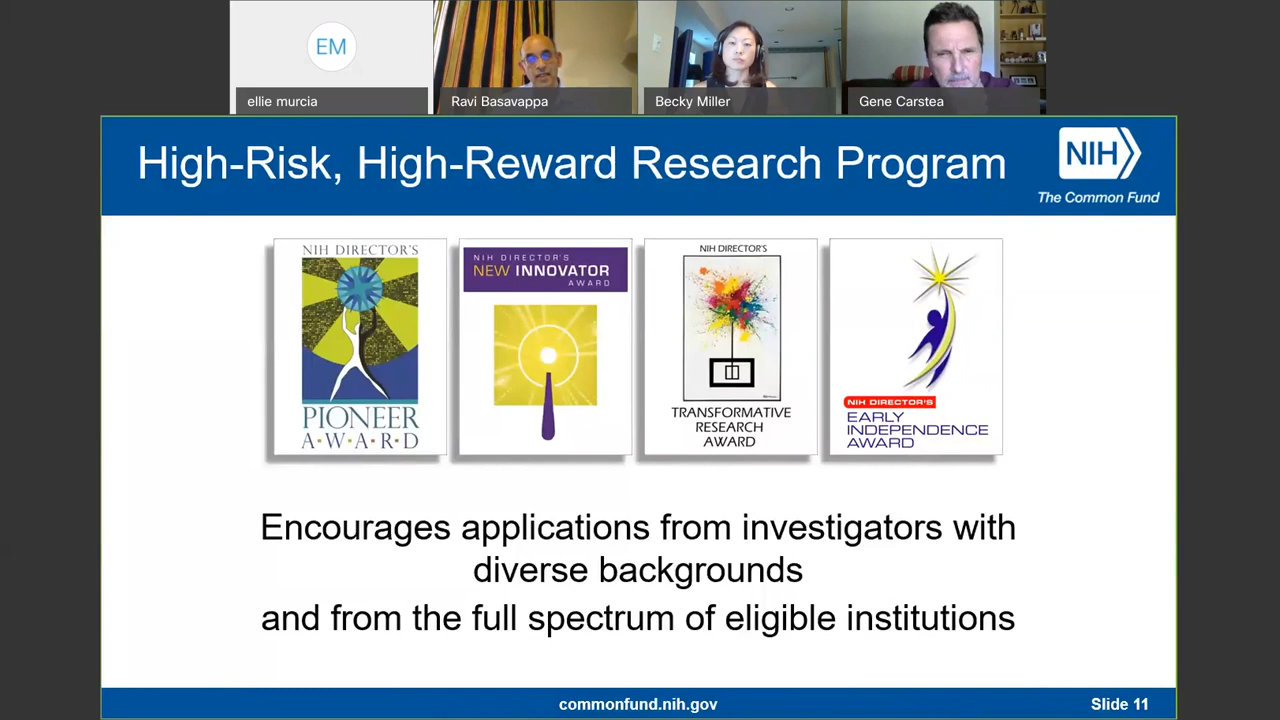 EM
ellie murcia
Ravi Basavappa
Becky Miller
Gene Carstea
High-Risk, High-Reward Research Program
NIH
The Common Fund
NIH DIRECTOR'S
PIONEER
A•W•A•R•D
NIH DIRECTOR'S
NEW INNOVATOR
AWARD
NIH DIRECTOR'S
TRANSFORMATIVE
RESEARCH
AWARD
NIH DIRECTOR'S
EARLY
INDEPENDENCE
AWARD
Encourages applications from investigators with
diverse backgrounds
and from the full spectrum of eligible institutions
commonfund.nih.gov
Slide 11